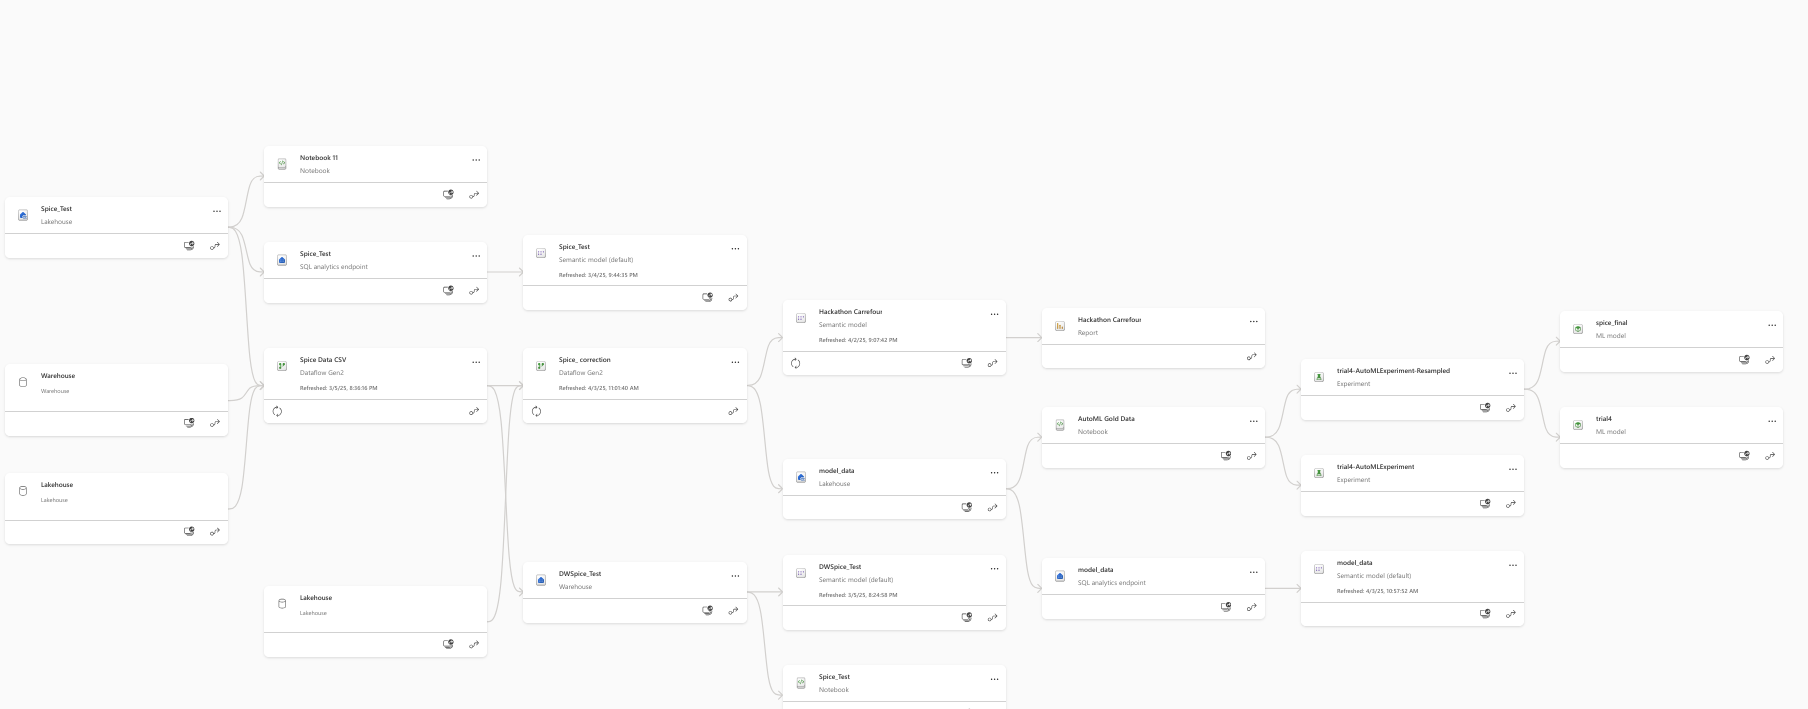 Spice_Test
Lakehouse
Warehouse
Warehouse
Lakehouse
Lakehouse
Notebook 11
Notebook
Spice_Test
SQL analytics endpoint
Spice Data CSV
Dataflow Gen2
Refreshed: 3/5/25, 8:36:16 PM
Lakehouse
Lakehouse
Spice_Test
Semantic model (default)
Refreshed: 3/4/25, 9:44:35 PM
Spice_ correction
Dataflow Gen2
Refreshed: 4/3/25, 11:01:40 AM
DWSpice_Test
Warehouse
Hackathon Carrefour
Semantic model
Refreshed: 4/2/25, 9:07:42 PM
model_data
Lakehouse
DWSpice_Test
Semantic model (default)
Refreshed: 3/5/25, 8:24:58 PM
Spice_Test
Notebook
Hackathon Carrefour
Report
AutoML Gold Data
Notebook
model_data
SQL analytics endpoint
trial4-AutoMLExperiment-Resampled
Experiment
trial4-AutoMLExperiment
Experiment
model_data
Semantic model (default)
Refreshed: 4/3/25, 10:57:52 AM
spice_final
ML model
trial4
ML model